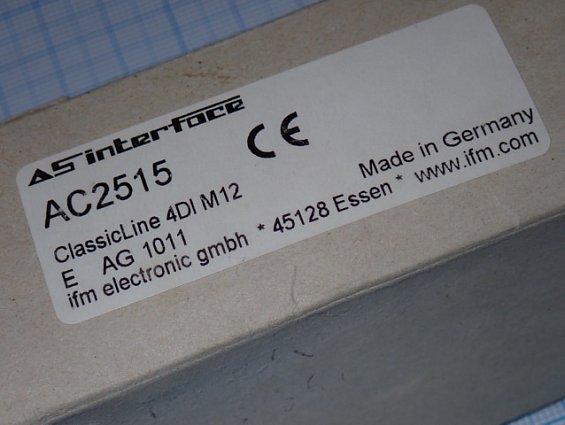 AS interface
CE
AC2515
ClassicLine 4DI M12
E AG 1011 Made in Germany
ifm electronic gmbh * 45128 Essen * www.ifm.com